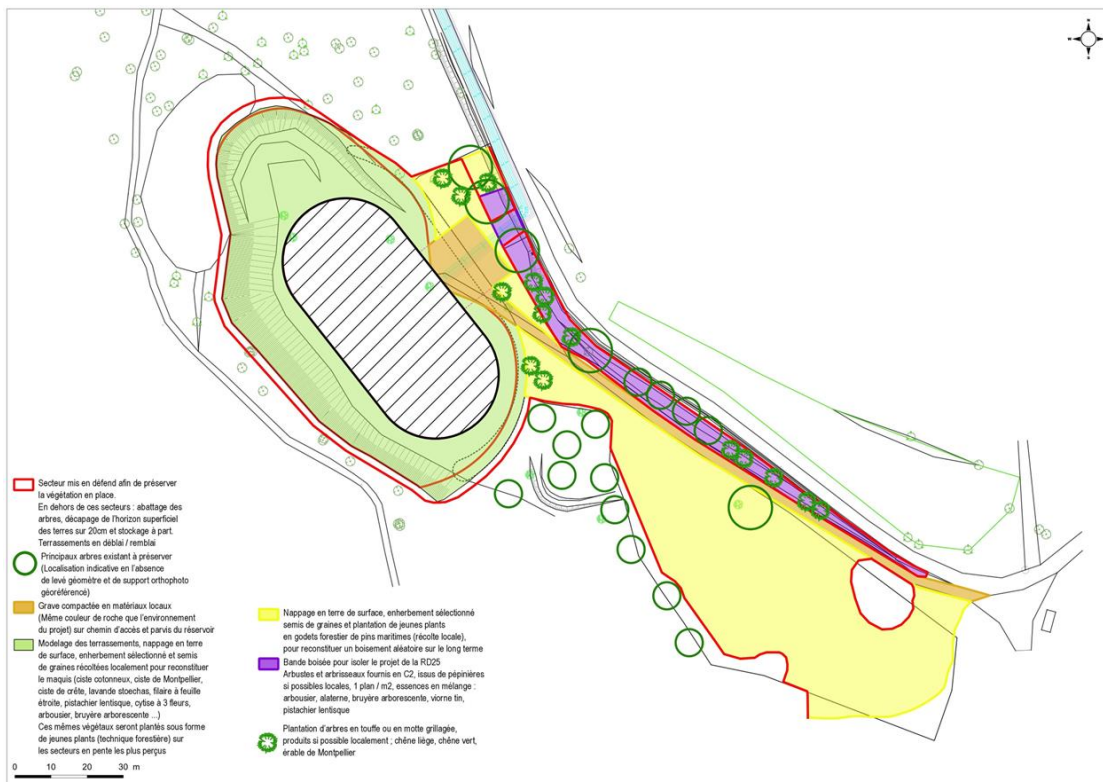 N
W
E
S
Secteur mis en défend afin de préserver
la végétation en place.
En dehors de ces secteurs : abattage des
arbres, décapage de l'horizon superficiel
des terres sur 20cm et stockage à part.
Terrassements en déblai / remblai
Principaux arbres existant à préserver
(Localisation indicative en l'absence
de levé géomètre et de support orthophoto
géoréférencé)
Grave compactée en matériaux locaux
(Même couleur de roche que l'environnement
du projet) sur chemin d'accès et parvis du réservoir
Modelage des terrassements, nappage en terre
de surface, enherbement sélectionné et semis
de graines récoltées localement pour reconstituer
le maquis (ciste cotonneux, ciste de Montpellier,
ciste de crête, lavande stoechas, filaire à feuille
étroite, pistachier lentisque, cytise à 3 fleurs,
arbousier, bruyère arborescente ...)
Ces mêmes végétaux seront plantés sous forme
de jeunes plants (technique forestière) sur
les secteurs en pente les plus perçus
0 10 20 30 m
Nappage en terre de surface, enherbement sélectionné
semis de graines et plantation de jeunes plants
en godets forestier de pins maritimes (récolte locale),
pour reconstituer un boisement aléatoire sur le long terme
Bande boisée pour isoler le projet de la RD25
Arbustes et arbrisseaux fournis en C2, issus de pépinières
si possibles locales, 1 plan / m2, essences en mélange :
arbousier, alaterne, bruyère arborescente, viorne tin,
pistachier lentisque
Plantation d'arbres en touffe ou en motte grillagée,
produits si possible localement ; chêne liège, chêne vert,
érable de Montpellier